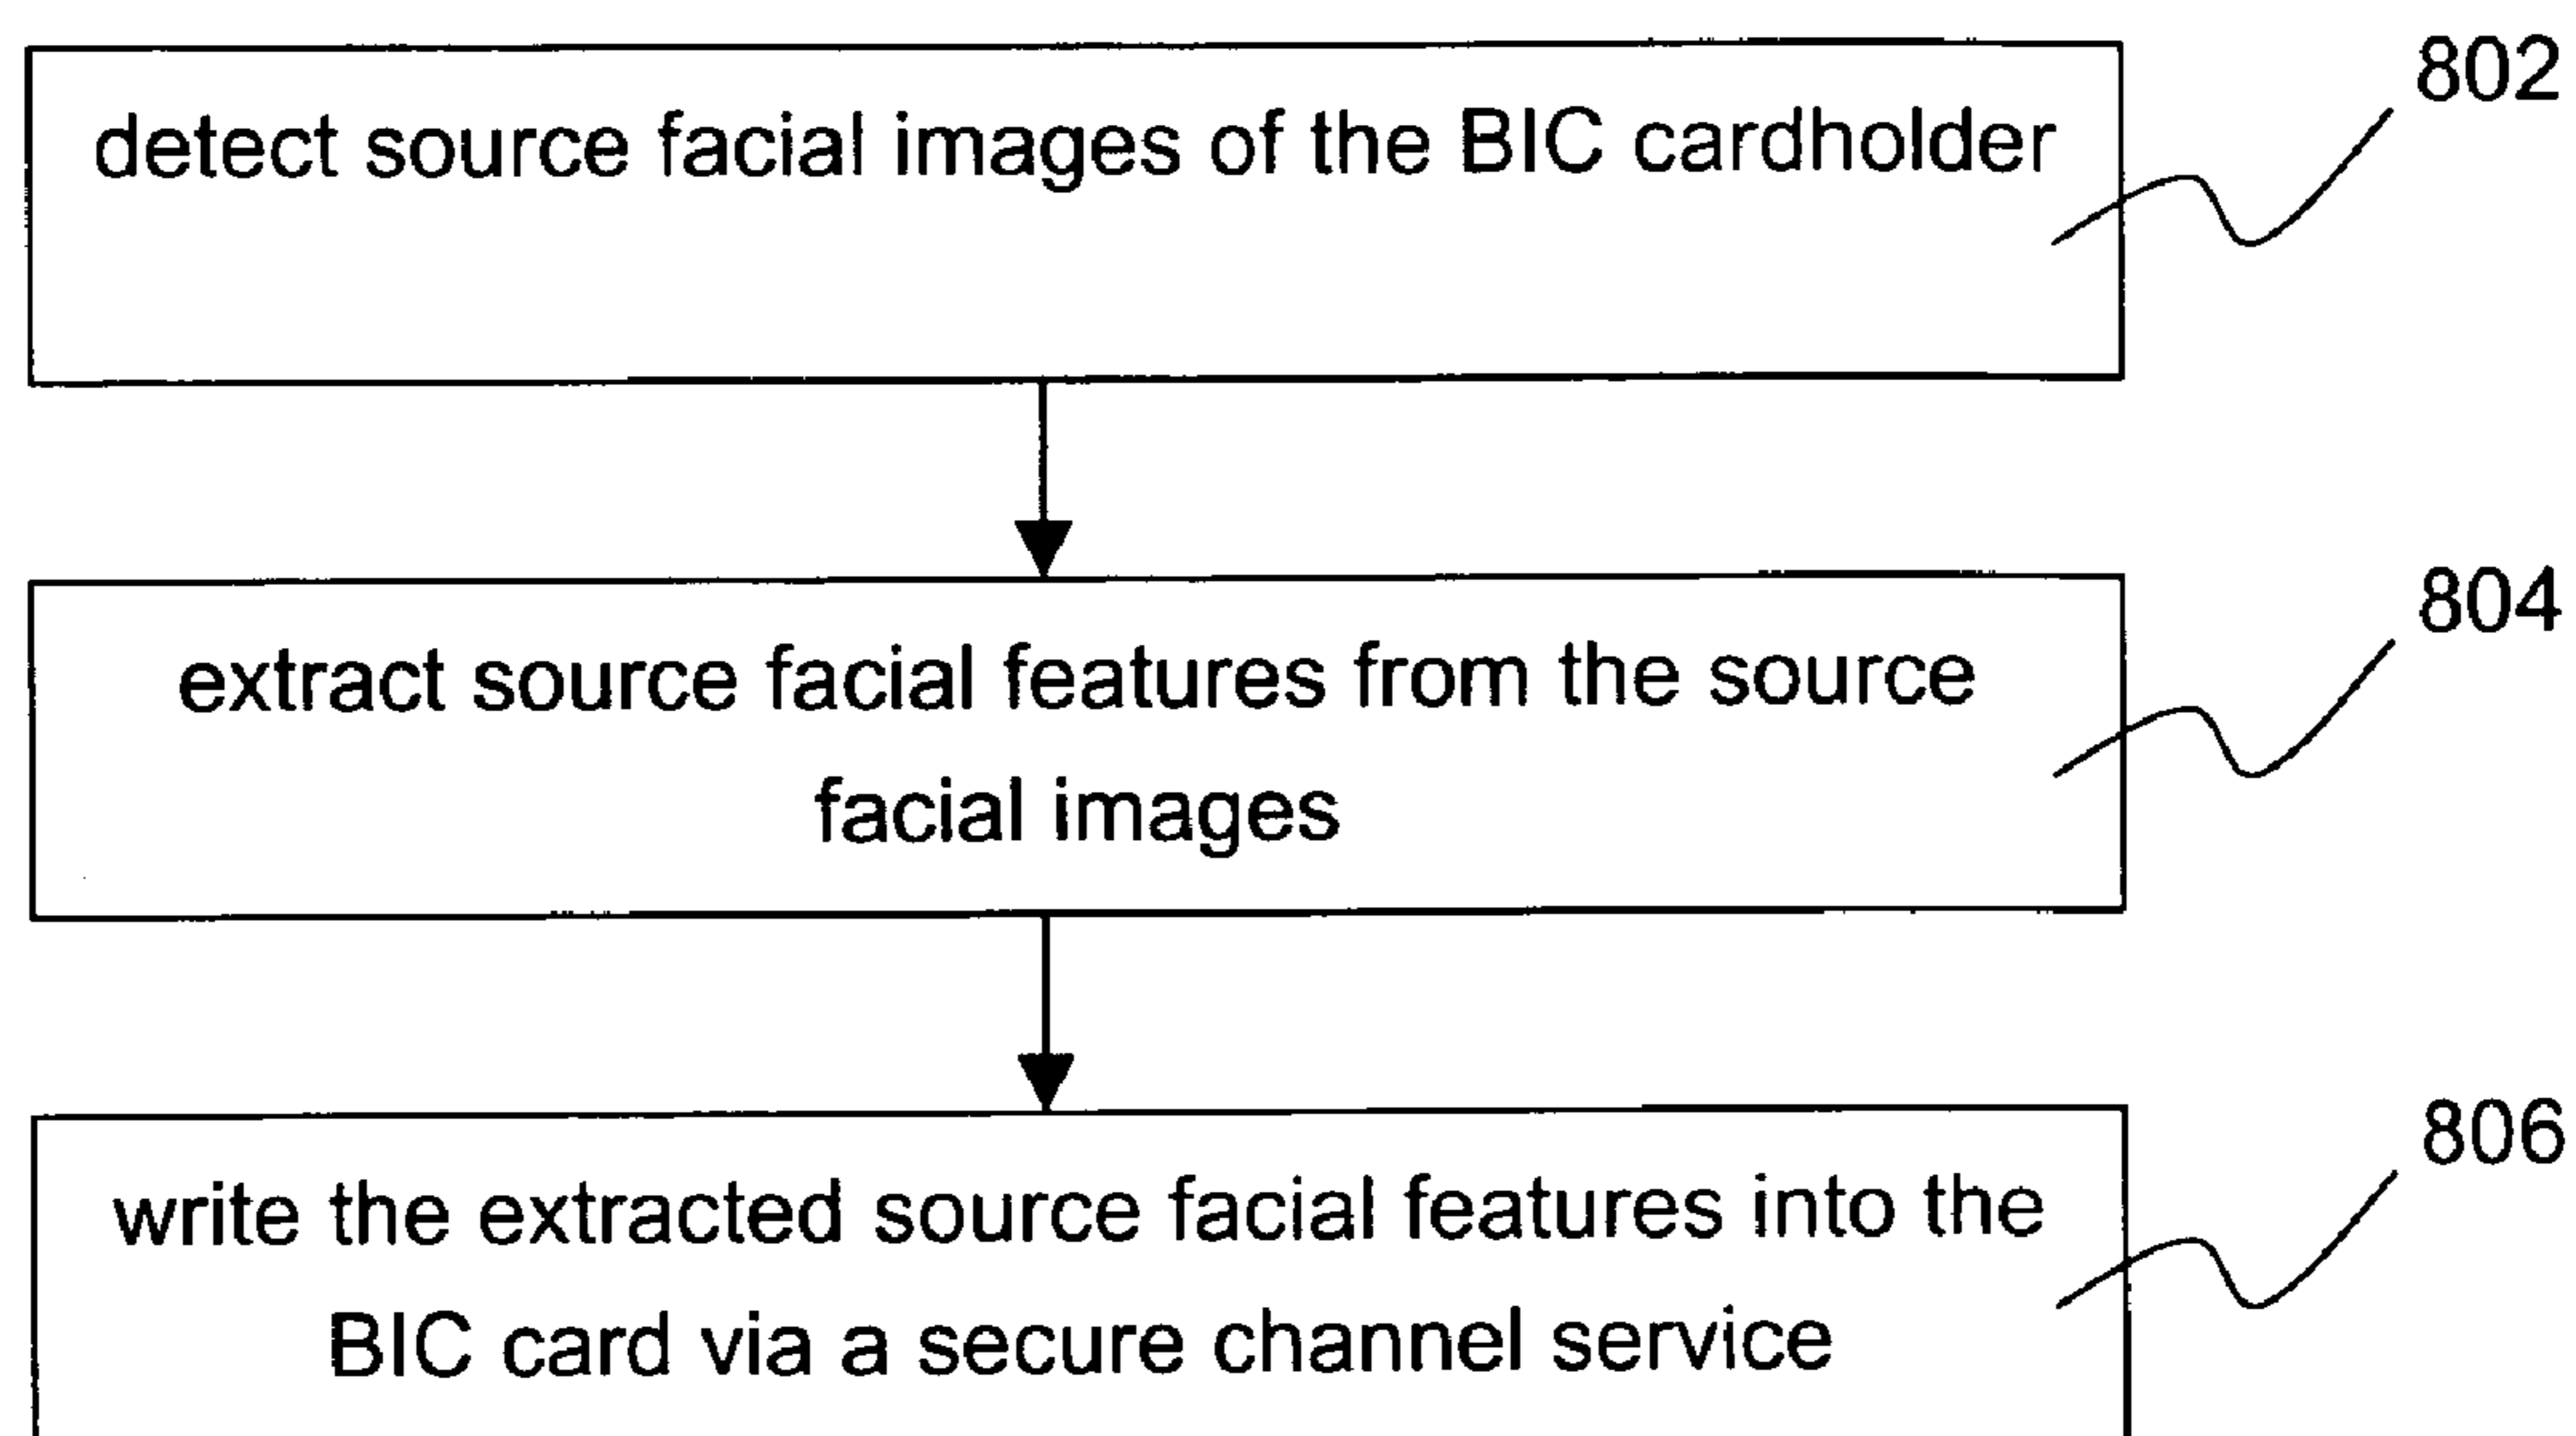 802
detect source facial images of the BIC cardholder
804
extract source facial features from the source
facial images
806
write the extracted source facial features into the
BIC card via a secure channel service